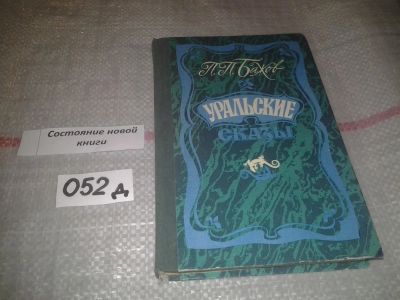 П.П.Бажов
УРАЛЬСКИЕ
СКАЗЫ
Состояние новой
книги
052 д